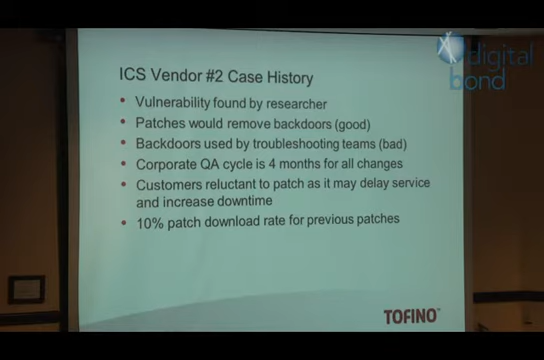 digital
bond
ICS Vendor #2 Case History
• Vulnerability found by researcher
• Patches would remove backdoors (good)
• Backdoors used by troubleshooting teams (bad)
• Corporate QA cycle is 4 months for all changes
• Customers reluctant to patch as it may delay service
and increase downtime
• 10% patch download rate for previous patches
TOFINO™